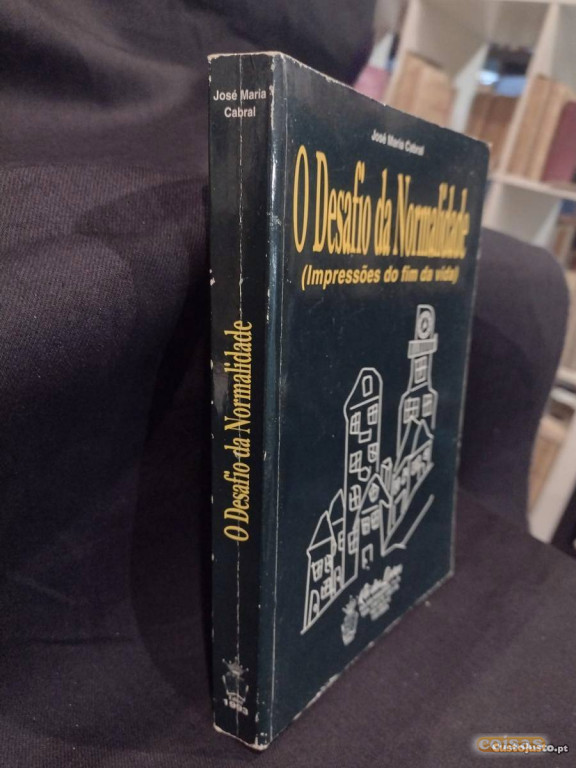 José Maria
Cabral
O Desafio da Normalidade
1993
José Maria Cabral
O Desafio da Normalidade
(Impressões do fim da vida)
coisas
CustoJusto.pt